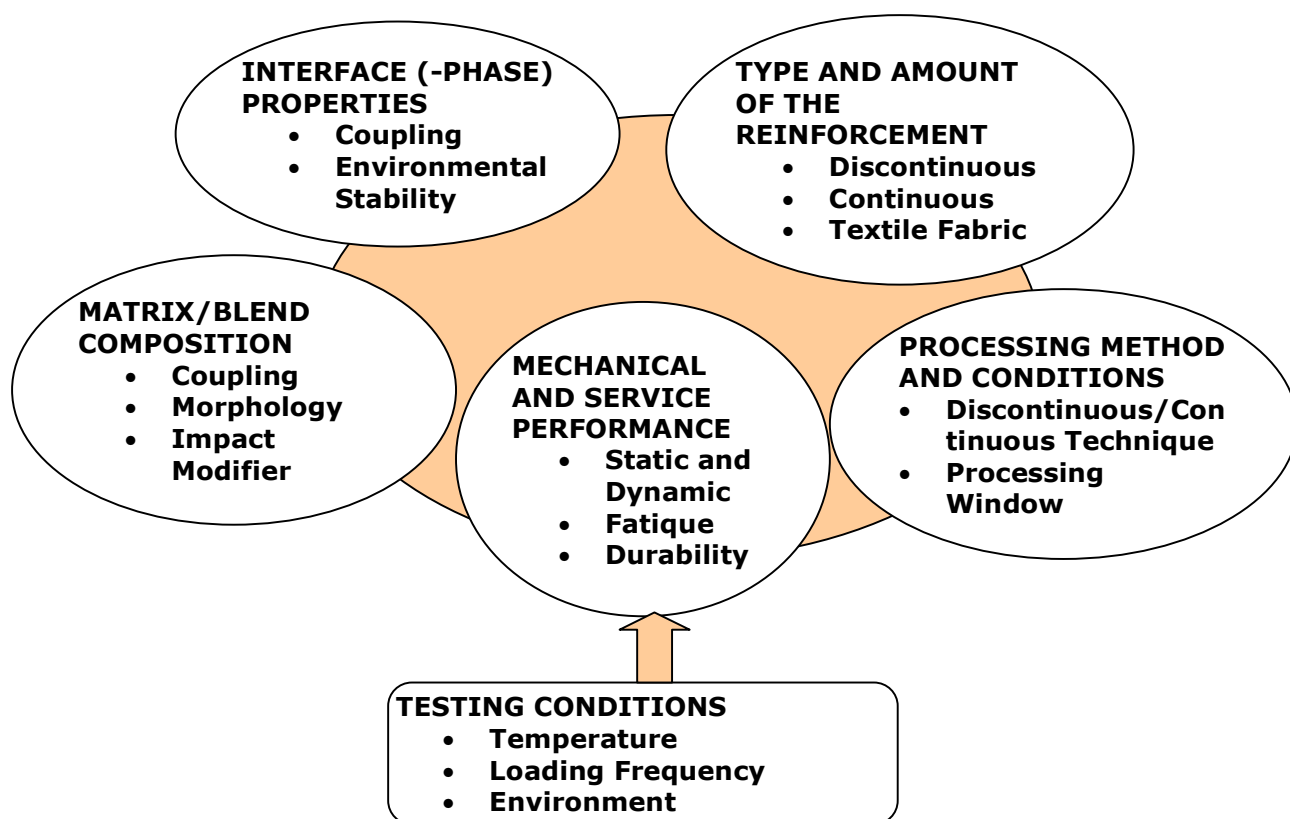 INTERFACE (-PHASE)
PROPERTIES
• Coupling
• Environmental
Stability
TYPE AND AMOUNT
OF THE
REINFORCEMENT
• Discontinuous
• Continuous
• Textile Fabric
MATRIX/BLEND
COMPOSITION
• Coupling
• Morphology
• Impact
Modifier
MECHANICAL
AND SERVICE
PERFORMANCE
• Static and
Dynamic
• Fatique
• Durability
PROCESSING METHOD
AND CONDITIONS
• Discontinuous/Con
tinuous Technique
• Processing
Window
TESTING CONDITIONS
• Temperature
• Loading Frequency
• Environment